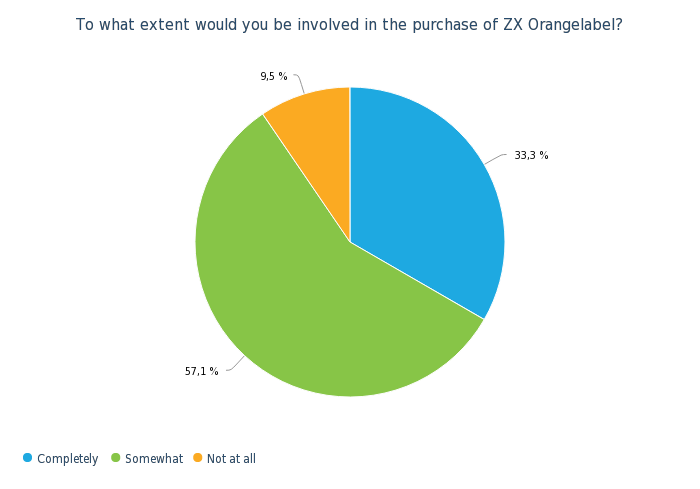 To what extent would you be involved in the purchase of ZX Orangelabel?
9,5 %
33,3 %
57,1 %
Completely Somewhat Not at all